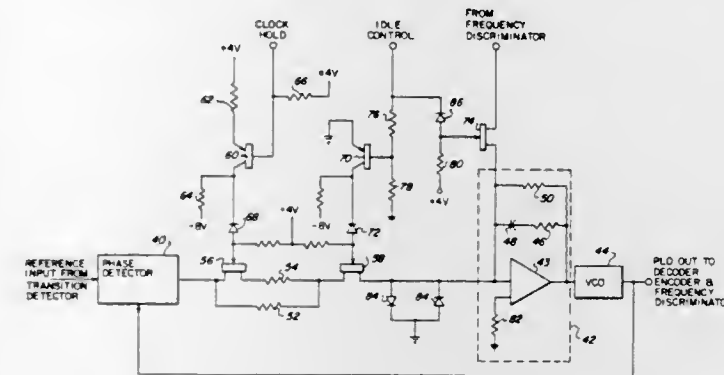 CLOCK
HOLD
IDLE
CONTROL
FROM
FREQUENCY
DISCRIMINATOR
+4V
66
+4V
62
60
64
-8V
68
76
70
79
-8V
72
86
74
80
+4V
+4V
50
48
46
REFERENCE
INPUT FROM
TRANSITION
DETECTOR
40
PHASE
DETECTOR
56
54
52
58
84
84
43
82
42
44
VCO
PLO OUT TO
DECODER
ENCODER &
FREQUENCY
DISCRIMINATOR